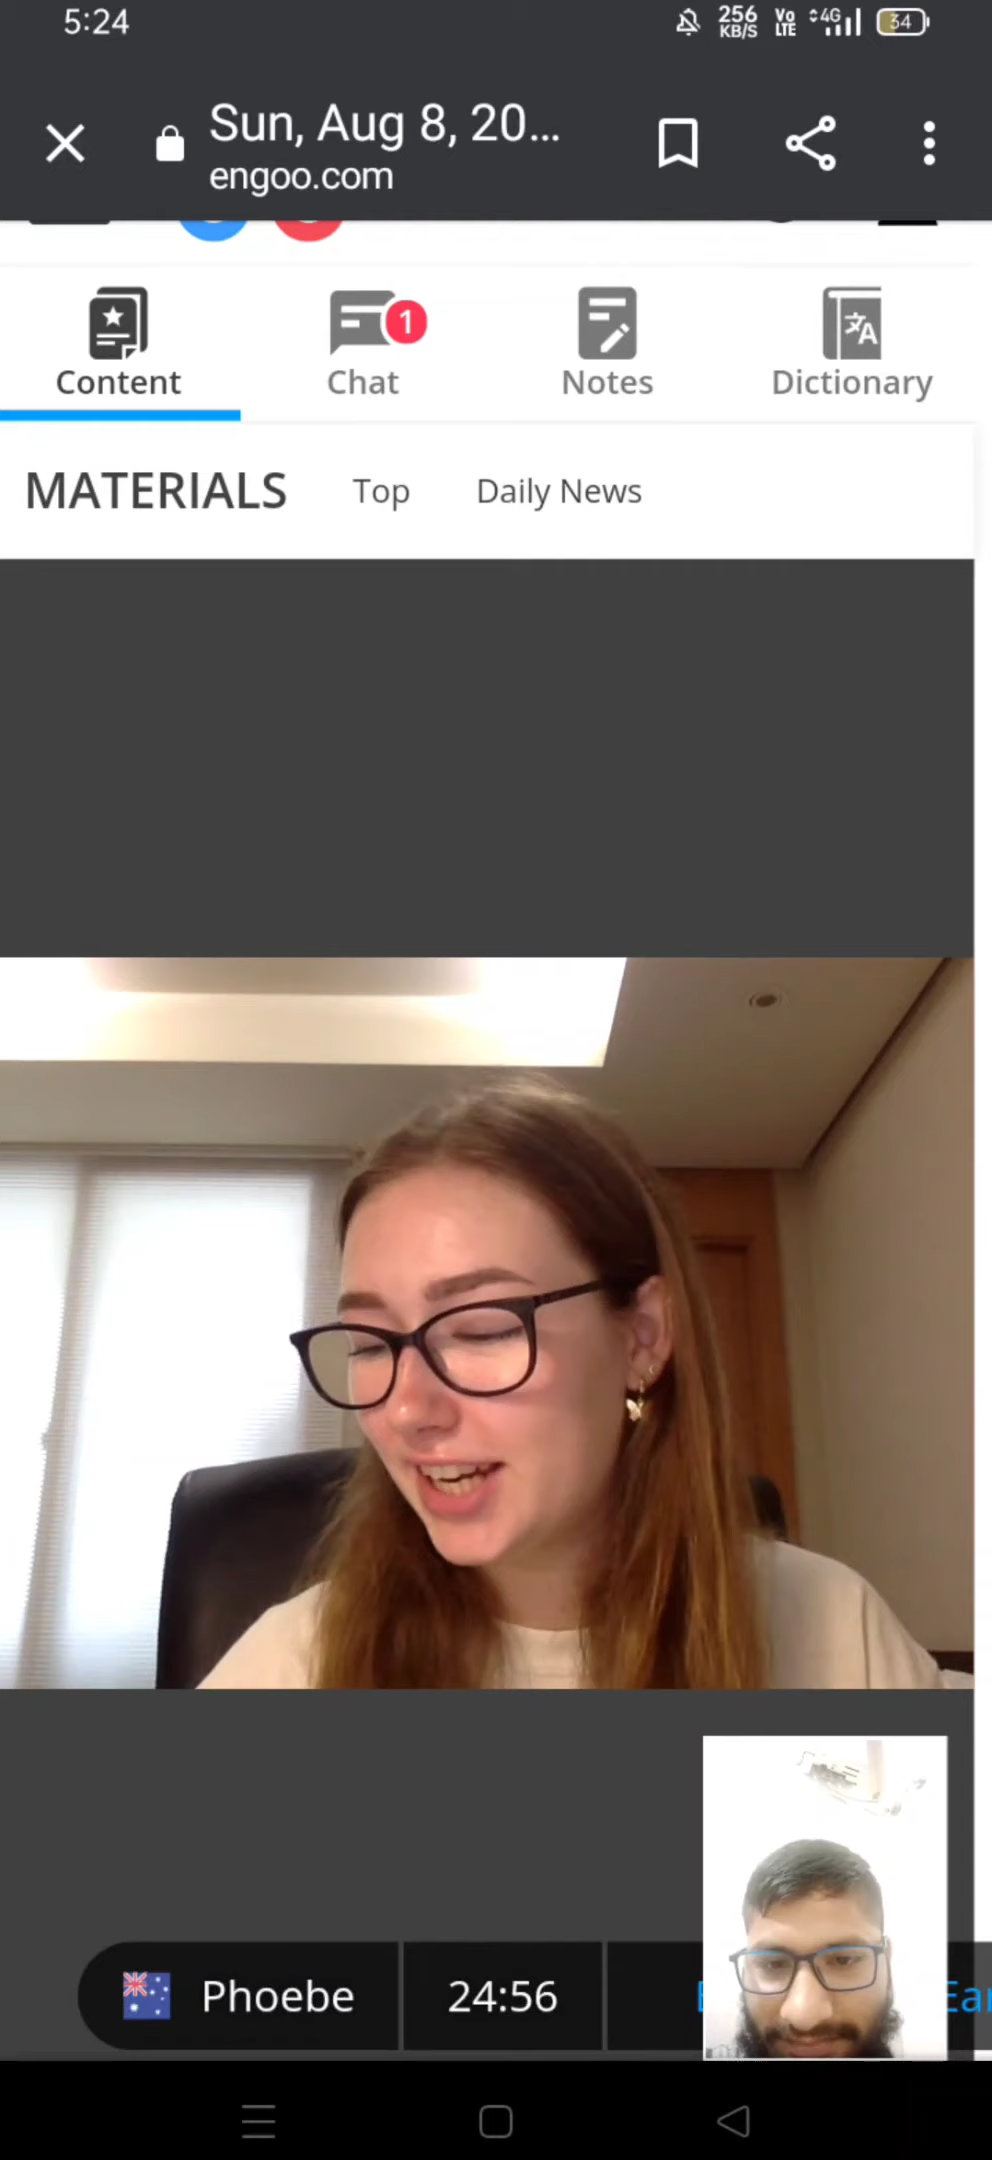 5:24
256 KB/S Vo LTE 4G 34
Sun, Aug 8, 20...
engoo.com
1
Content Chat Notes Dictionary
MATERIALS Top Daily News
Phoebe 24:56 Ear